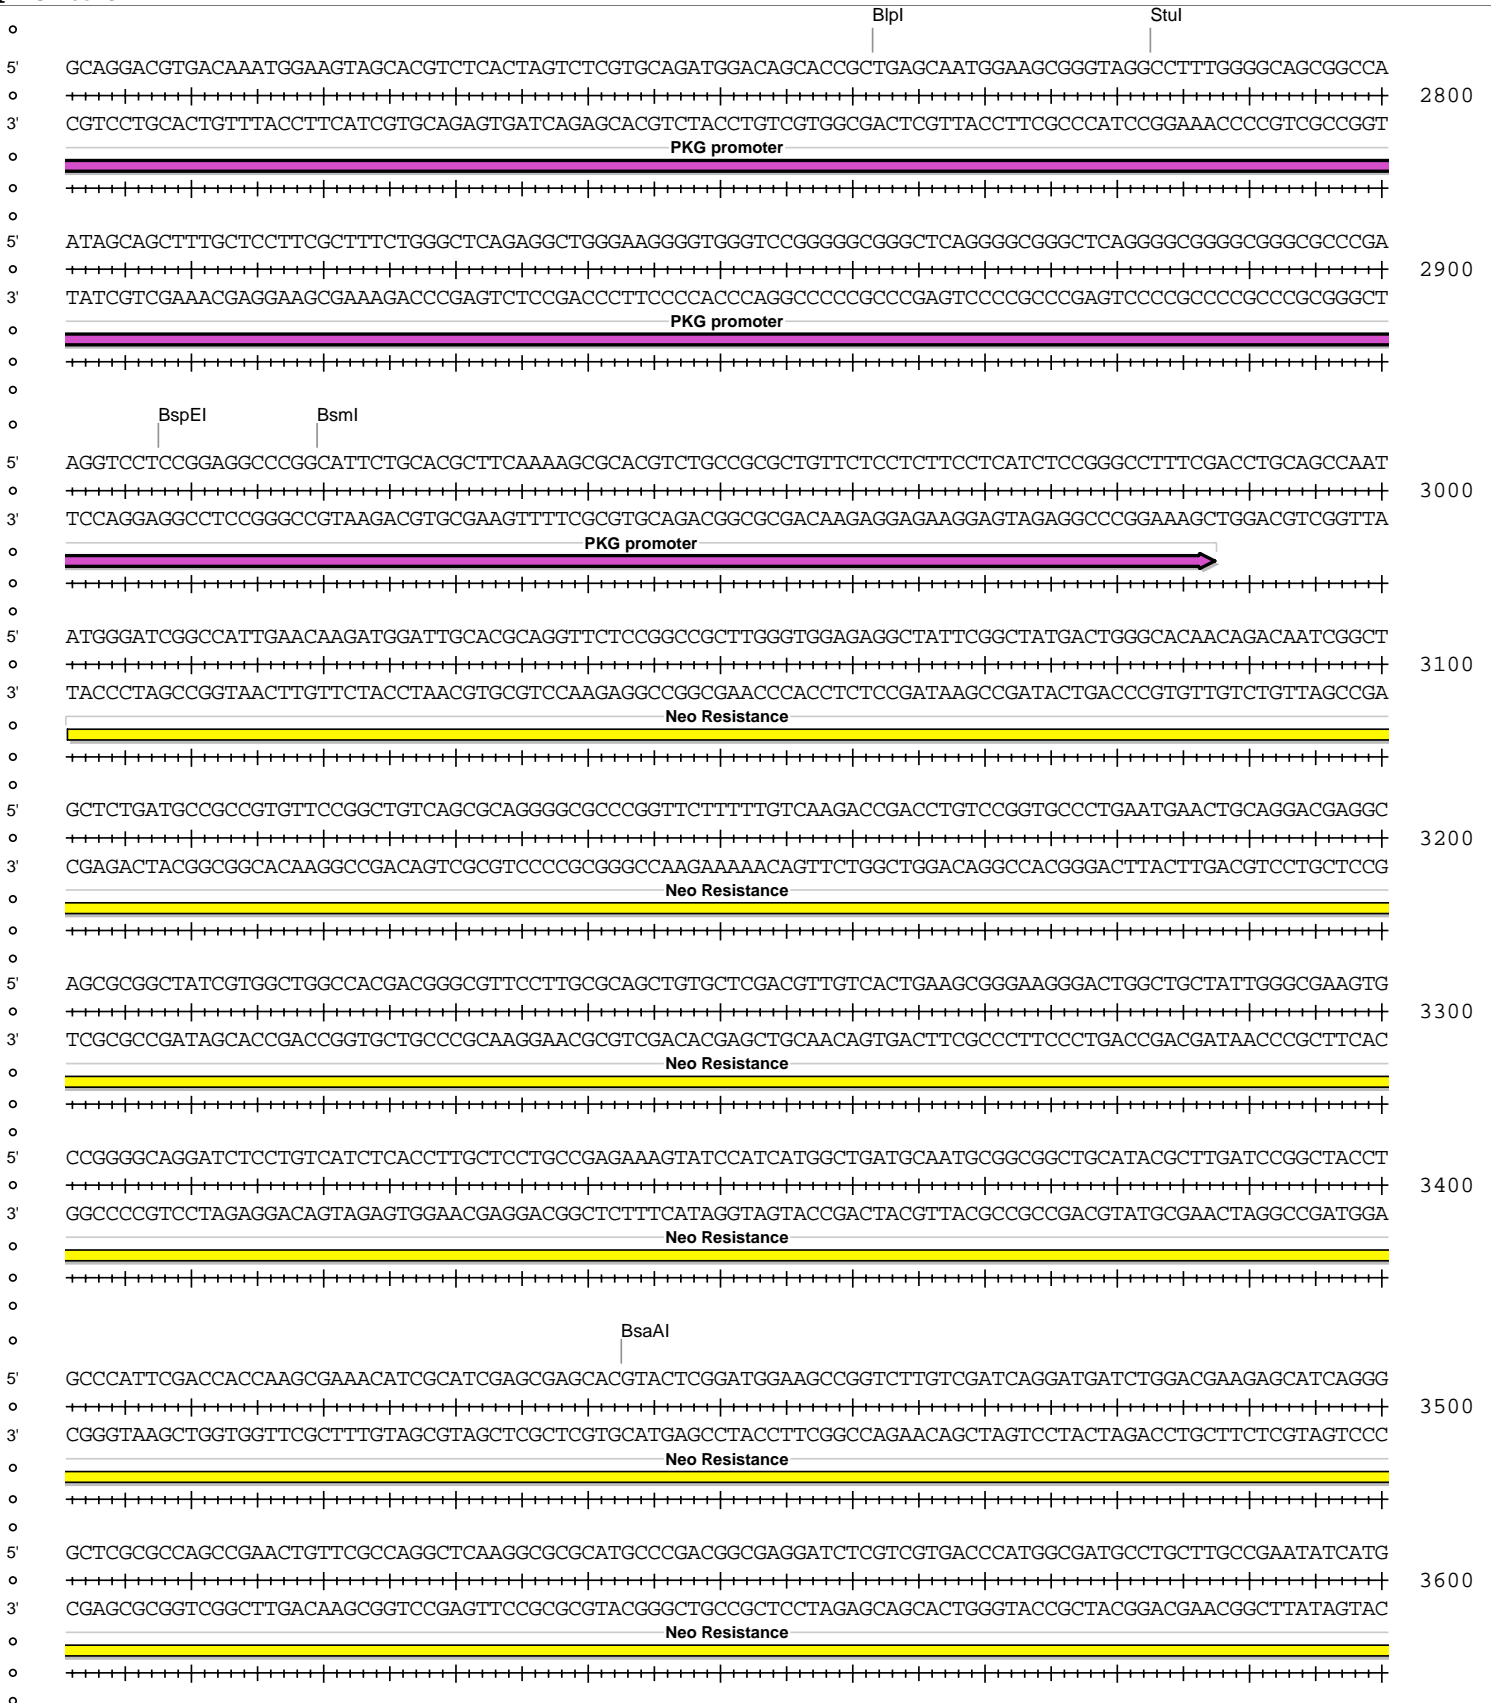 BlpI StuI
5' GCAGGACGTGACAAATGGAAGTAGCACGTCTCACTAGTCTCGTGCAGATGGACAGCACCGCTGAGCAATGGAAGCGGGTAGGCCTTTGGGGCAGCGGCCA
2800
3' CGTCCTGCACTGTTTACCTTCATCGTGCAGAGTGATCAGAGCACGTCTACCTGTCGTGGCGACTCGTTACCTTCGCCCATCCGGAAACCCCGTCGCCGGT
PKG promoter
5' ATAGCAGCTTTGCTCCTTCGCTTTCTGGGCTCAGAGGCTGGGAAGGGGTGGGTCCGGGGGCGGGCTCAGGGGCGGGCTCAGGGGCGGGGCGGGCGCCCGA
2900
3' TATCGTCGAAACGAGGAAGCGAAAGACCCGAGTCTCCGACCCTTCCCCACCCAGGCCCCCGCCCGAGTCCCCGCCCGAGTCCCCGCCCCGCCCGCGGGCT
PKG promoter
BspEI BsmI
5' AGGTCCTCCGGAGGCCCGGCATTCTGCACGCTTCAAAAGCGCACGTCTGCCGCGCTGTTCTCCTCTTCCTCATCTCCGGGCCTTTCGACCTGCAGCCAAT
3000
3' TCCAGGAGGCCTCCGGGCCGTAAGACGTGCGAAGTTTTCGCGTGCAGACGGCGCGACAAGAGGAGAAGGAGTAGAGGCCCGGAAAGCTGGACGTCGGTTA
PKG promoter
5' ATGGGATCGGCCATTGAACAAGATGGATTGCACGCAGGTTCTCCGGCCGCTTGGGTGGAGAGGCTATTCGGCTATGACTGGGCACAACAGACAATCGGCT
3100
3' TACCCTAGCCGGTAACTTGTTCTACCTAACGTGCGTCCAAGAGGCCGGCGAACCCACCTCTCCGATAAGCCGATACTGACCCGTGTTGTCTGTTAGCCGA
Neo Resistance
5' GCTCTGATGCCGCCGTGTTCCGGCTGTCAGCGCAGGGGCGCCCGGTTCTTTTTGTCAAGACCGACCTGTCCGGTGCCCTGAATGAACTGCAGGACGAGGC
3200
3' CGAGACTACGGCGGCACAAGGCCGACAGTCGCGTCCCCGCGGGCCAAGAAAAACAGTTCTGGCTGGACAGGCCACGGGACTTACTTGACGTCCTGCTCCG
Neo Resistance
5' AGCGCGGCTATCGTGGCTGGCCACGACGGGCGTTCCTTGCGCAGCTGTGCTCGACGTTGTCACTGAAGCGGGAAGGGACTGGCTGCTATTGGGCGAAGTG
3300
3' TCGCGCCGATAGCACCGACCGGTGCTGCCCGCAAGGAACGCGTCGACACGAGCTGCAACAGTGACTTCGCCCTTCCCTGACCGACGATAACCCGCTTCAC
Neo Resistance
5' CCGGGGCAGGATCTCCTGTCATCTCACCTTGCTCCTGCCGAGAAAGTATCCATCATGGCTGATGCAATGCGGCGGCTGCATACGCTTGATCCGGCTACCT
3400
3' GGCCCCGTCCTAGAGGACAGTAGAGTGGAACGAGGACGGCTCTTTCATAGGTAGTACCGACTACGTTACGCCGCCGACGTATGCGAACTAGGCCGATGGA
Neo Resistance
BsaAI
5' GCCCATTCGACCACCAAGCGAAACATCGCATCGAGCGAGCACGTACTCGGATGGAAGCCGGTCTTGTCGATCAGGATGATCTGGACGAAGAGCATCAGGG
3500
3' CGGGTAAGCTGGTGGTTCGCTTTGTAGCGTAGCTCGCTCGTGCATGAGCCTACCTTCGGCCAGAACAGCTAGTCCTACTAGACCTGCTTCTCGTAGTCCC
Neo Resistance
5' GCTCGCGCCAGCCGAACTGTTCGCCAGGCTCAAGGCGCGCATGCCCGACGGCGAGGATCTCGTCGTGACCCATGGCGATGCCTGCTTGCCGAATATCATG
3600
3' CGAGCGCGGTCGGCTTGACAAGCGGTCCGAGTTCCGCGCGTACGGGCTGCCGCTCCTAGAGCAGCACTGGGTACCGCTACGGACGAACGGCTTATAGTAC
Neo Resistance